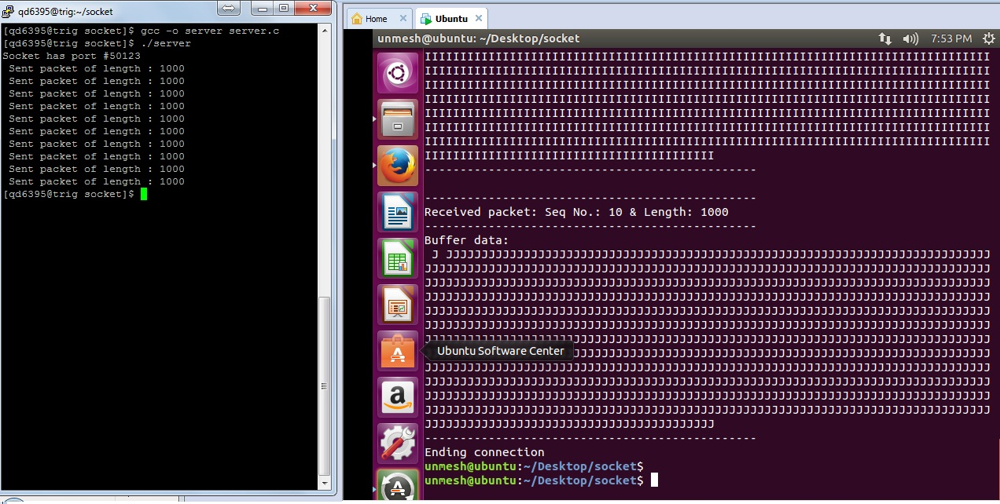 qd6395@trig:~/socket
[qd6395@trig socket]$ gcc -o server server.c
[qd6395@trig socket]$ ./server
Socket has port #50123
Sent packet of length : 1000
Sent packet of length : 1000
Sent packet of length : 1000
Sent packet of length : 1000
Sent packet of length : 1000
Sent packet of length : 1000
Sent packet of length : 1000
Sent packet of length : 1000
Sent packet of length : 1000
Sent packet of length : 1000
[qd6395@trig socket]$
Home
Ubuntu
unmesh@ubuntu: ~/Desktop/socket
7:53 PM
IIIIIIIIIIIIIIIIIIIIIIIIIIIIIIIIIIIIIIIIIIIIIIIIIIIIIIIIIIIIIIIIIIIIIIIIIIIIIIII
IIIIIIIIIIIIIIIIIIIIIIIIIIIIIIIIIIIIIIIIIIIIIIIIIIIIIIIIIIIIIIIIIIIIIIIIIIIIIIII
IIIIIIIIIIIIIIIIIIIIIIIIIIIIIIIIIIIIIIIIIIIIIIIIIIIIIIIIIIIIIIIIIIIIIIIIIIIIIIII
IIIIIIIIIIIIIIIIIIIIIIIIIIIIIIIIIIIIIIIIIIIIIIIIIIIIIIIIIIIIIIIIIIIIIIIIIIIIIIII
IIIIIIIIIIIIIIIIIIIIIIIIIIIIIIIIIIIIIIIIIIIIIIIIIIIIIIIIIIIIIIIIIIIIIIIIIIIIIIII
IIIIIIIIIIIIIIIIIIIIIIIIIIIIIIIIIIIIIIIIIIIIIIIIIIIIIIIIIIIIIIIIIIIIIIIIIIIIIIII
IIIIIIIIIIIIIIIIIIIIIIIIIIIIIIIIIIIIIIIIIIIIIIIIIIIIIIIIIIIIIIIIIIIIIIIIIIIIIIII
IIIIIIIIIIIIIIIIIIIIIIIIIIIIIIIIIIIIIIIII
-----------------------------------------------
-----------------------------------------------
Received packet: Seq No.: 10 & Length: 1000
-----------------------------------------------
Buffer data:
J JJJJJJJJJJJJJJJJJJJJJJJJJJJJJJJJJJJJJJJJJJJJJJJJJJJJJJJJJJJJJJJJJJJJJJJJJJJJJ
JJJJJJJJJJJJJJJJJJJJJJJJJJJJJJJJJJJJJJJJJJJJJJJJJJJJJJJJJJJJJJJJJJJJJJJJJJJJJJJJ
JJJJJJJJJJJJJJJJJJJJJJJJJJJJJJJJJJJJJJJJJJJJJJJJJJJJJJJJJJJJJJJJJJJJJJJJJJJJJJJJ
JJJJJJJJJJJJJJJJJJJJJJJJJJJJJJJJJJJJJJJJJJJJJJJJJJJJJJJJJJJJJJJJJJJJJJJJJJJJJJJJ
JJJJJJJJJJJJJJJJJJJJJJJJJJJJJJJJJJJJJJJJJJJJJJJJJJJJJJJJJJJJJJJJJJJJJJJJJJJJJJJJ
JJJJJJJJJJJJJJJJJJJJJJJJJJJJJJJJJJJJJJJJJJJJJJJJJJJJJJJJJJJJJJJJJJJJJJJJJJJJJJJJ
JJJJJJJJJJJJJJJJJJJJJJJJJJJJJJJJJJJJJJJJJJJJJJJJJJJJJJJJJJJJJJJJJJJJJJJJJJJJJJJJ
Ubuntu Software Center
JJJJJJJJJJJJJJJJJJJJJJJJJJJJJJJJJJJJJJJJJJJJJJJJJJJJJJJJJJJ
JJJJJJJJJJJJJJJJJJJJJJJJJJJJJJJJJJJJJJJJJJJJJJJJJJJJJJJJJJJJJJJJJJJJJJJJJJJJJJJJ
JJJJJJJJJJJJJJJJJJJJJJJJJJJJJJJJJJJJJJJJJJJJJJJJJJJJJJJJJJJJJJJJJJJJJJJJJJJJJJJJ
JJJJJJJJJJJJJJJJJJJJJJJJJJJJJJJJJJJJJJJJJJJJJJJJJJJJJJJJJJJJJJJJJJJJJJJJJJJJJJJJ
JJJJJJJJJJJJJJJJJJJJJJJJJJJJJJJJJJJJJJJJJJJJJJJJJJJJJJJJJJJJJJJJJJJJJJJJJJJJJJJJ
JJJJJJJJJJJJJJJJJJJJJJJJJJJJJJJJJJJJJJJJJ
-----------------------------------------------
Ending connection
unmesh@ubuntu:~/Desktop/socket$
unmesh@ubuntu:~/Desktop/socket$